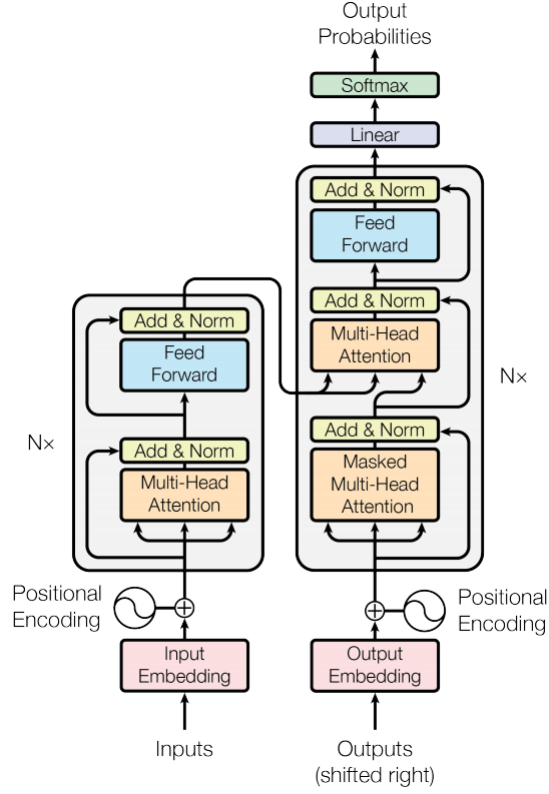 Output
Probabilities
Softmax
Linear
Add & Norm
Feed
Forward
Add & Norm
Multi-Head
Attention
Add & Norm
Masked
Multi-Head
Attention
N×
Add & Norm
Feed
Forward
Add & Norm
Multi-Head
Attention
N×
Positional
Encoding
Positional
Encoding
Input
Embedding
Output
Embedding
Inputs
Outputs
(shifted right)